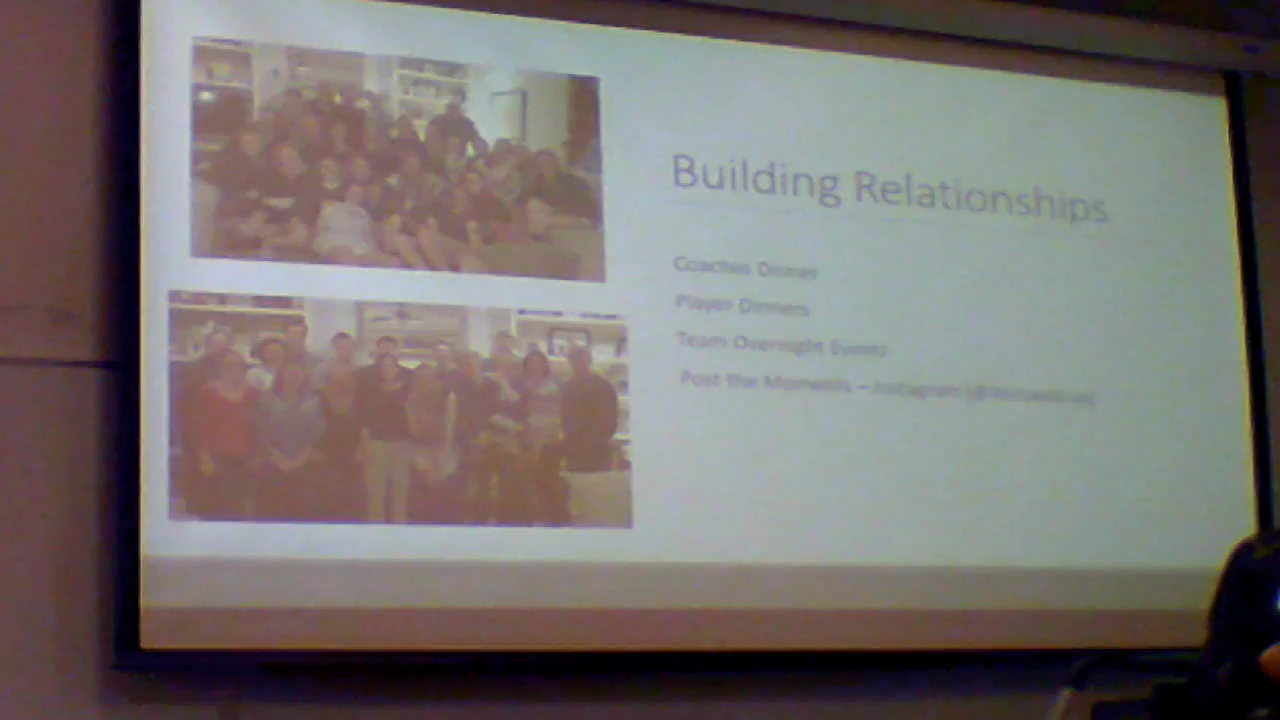 Building Relationships
Coaches Dinner
Player Dinners
Team Overnight Events
Post the Moments – Instagram